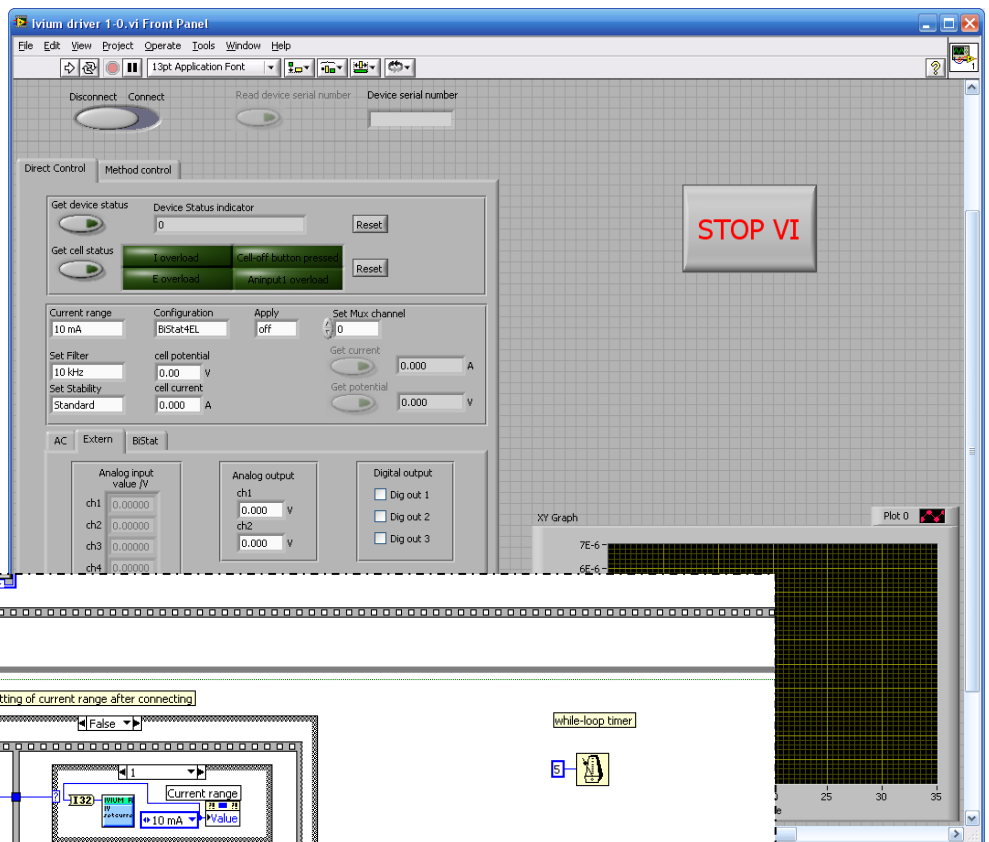 Ivium driver 1-0.vi Front Panel
File Edit View Project Operate Tools Window Help
13pt Application Font
1
Disconnect Connect
Read device serial number
Device serial number
Direct Control
Method control
Get device status
Device Status indicator
0
Reset
Get cell status
I overload
Cell-off button pressed
E overload
Aninput1 overload
Reset
STOP VI
Current range
Configuration
Apply
Set Mux channel
10 mA
BiStat4EL
off
0
Set Filter
cell potential
Get current
10 kHz
0.00 V
0.000 A
Set Stability
cell current
Get potential
Standard
0.000 A
0.000 V
AC
Extern
BiStat
Analog input
value /V
ch1 0.00000
ch2 0.00000
ch3 0.00000
ch4 0.00000
Analog output
ch1
0.000 V
ch2
0.000 V
Digital output
Dig out 1
Dig out 2
Dig out 3
XY Graph
Plot 0
7E-6
6E-6
25 30 35
tting of current range after connecting
False
1
I32
IVIUM R
Current range
10 mA
Value
while-loop timer
5